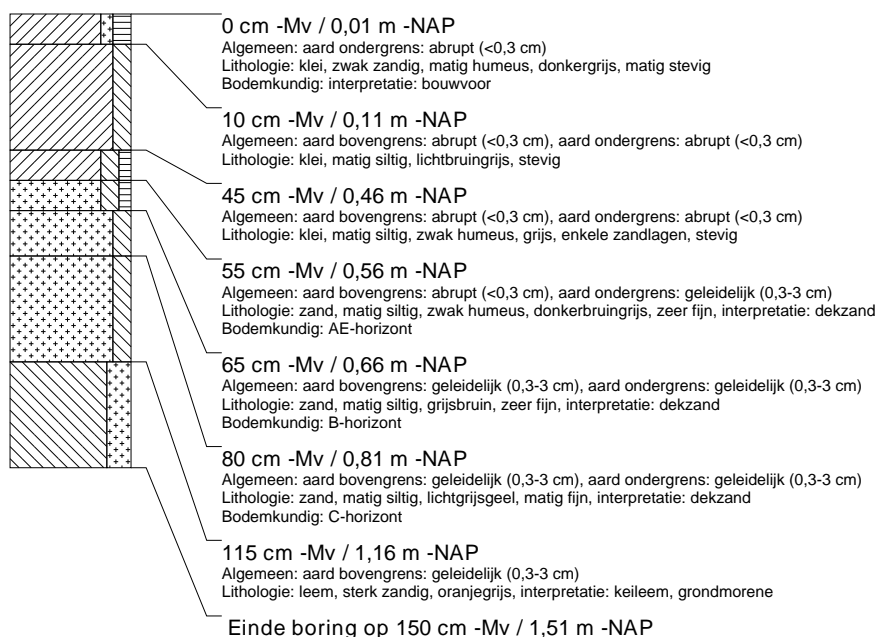 0 cm -Mv / 0,01 m -NAP
Algemeen: aard ondergrens: abrupt (<0,3 cm)
Lithologie: klei, zwak zandig, matig humeus, donkergrijs, matig stevig
Bodemkundig: interpretatie: bouwvoor
10 cm -Mv / 0,11 m -NAP
Algemeen: aard bovengrens: abrupt (<0,3 cm), aard ondergrens: abrupt (<0,3 cm)
Lithologie: klei, matig siltig, lichtbruingrijs, stevig
45 cm -Mv / 0,46 m -NAP
Algemeen: aard bovengrens: abrupt (<0,3 cm), aard ondergrens: abrupt (<0,3 cm)
Lithologie: klei, matig siltig, zwak humeus, grijs, enkele zandlagen, stevig
55 cm -Mv / 0,56 m -NAP
Algemeen: aard bovengrens: abrupt (<0,3 cm), aard ondergrens: geleidelijk (0,3-3 cm)
Lithologie: zand, matig siltig, zwak humeus, donkerbruingrijs, zeer fijn, interpretatie: dekzand
Bodemkundig: AE-horizont
65 cm -Mv / 0,66 m -NAP
Algemeen: aard bovengrens: geleidelijk (0,3-3 cm), aard ondergrens: geleidelijk (0,3-3 cm)
Lithologie: zand, matig siltig, grijsbruin, zeer fijn, interpretatie: dekzand
Bodemkundig: B-horizont
80 cm -Mv / 0,81 m -NAP
Algemeen: aard bovengrens: geleidelijk (0,3-3 cm), aard ondergrens: geleidelijk (0,3-3 cm)
Lithologie: zand, matig siltig, lichtgrijsgeel, matig fijn, interpretatie: dekzand
Bodemkundig: C-horizont
115 cm -Mv / 1,16 m -NAP
Algemeen: aard bovengrens: geleidelijk (0,3-3 cm)
Lithologie: leem, sterk zandig, oranjegrijs, interpretatie: keileem, grondmorene
Einde boring op 150 cm -Mv / 1,51 m -NAP